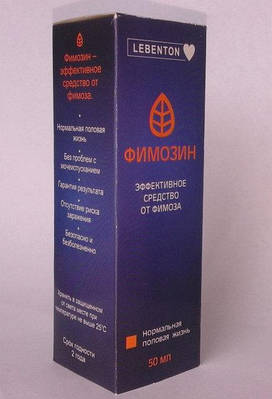 Фимозин –
эффективное
средство от
фимоза.
Нормальная половая
жизнь
Без проблем с
мочеиспусканием
Гарантия результата
Отсутствие риска
заражения
Безопасно и
безболезненно
Хранить в защищенном
от света месте при
температуре не выше 25°С
Срок годности
2 года
LEBENTON
ФИМОЗИН
ЭФФЕКТИВНОЕ
СРЕДСТВО
ОТ ФИМОЗА
Нормальная
половая жизнь
50 мл